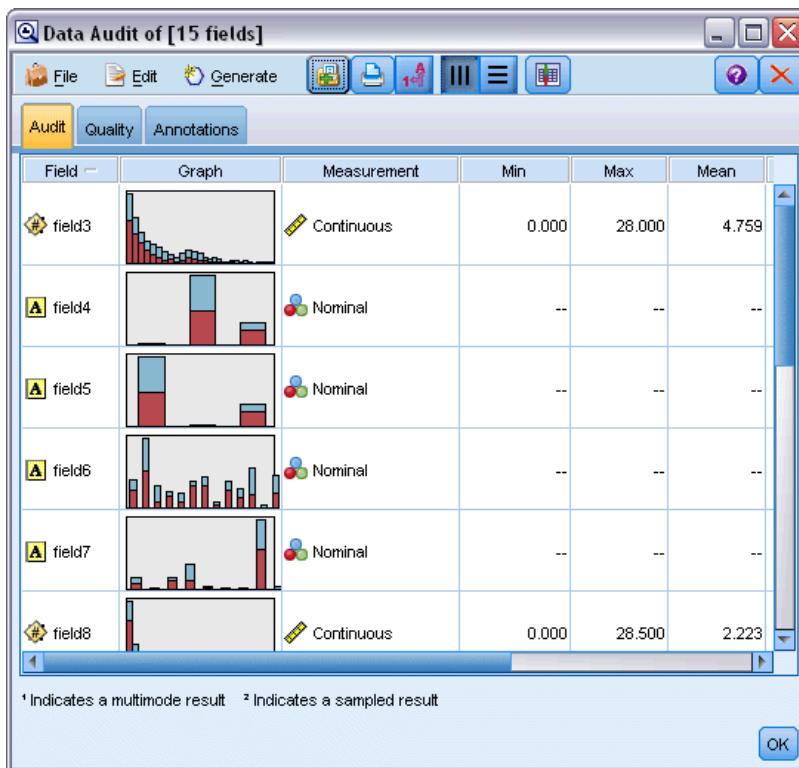 Data Audit of [15 fields]
File Edit Generate
Audit Quality Annotations
Field Graph Measurement Min Max Mean
field3 Continuous 0.000 28.000 4.759
A field4 Nominal -- -- --
A field5 Nominal -- -- --
A field6 Nominal -- -- --
A field7 Nominal -- -- --
field8 Continuous 0.000 28.500 2.223
¹ Indicates a multimode result ² Indicates a sampled result
OK